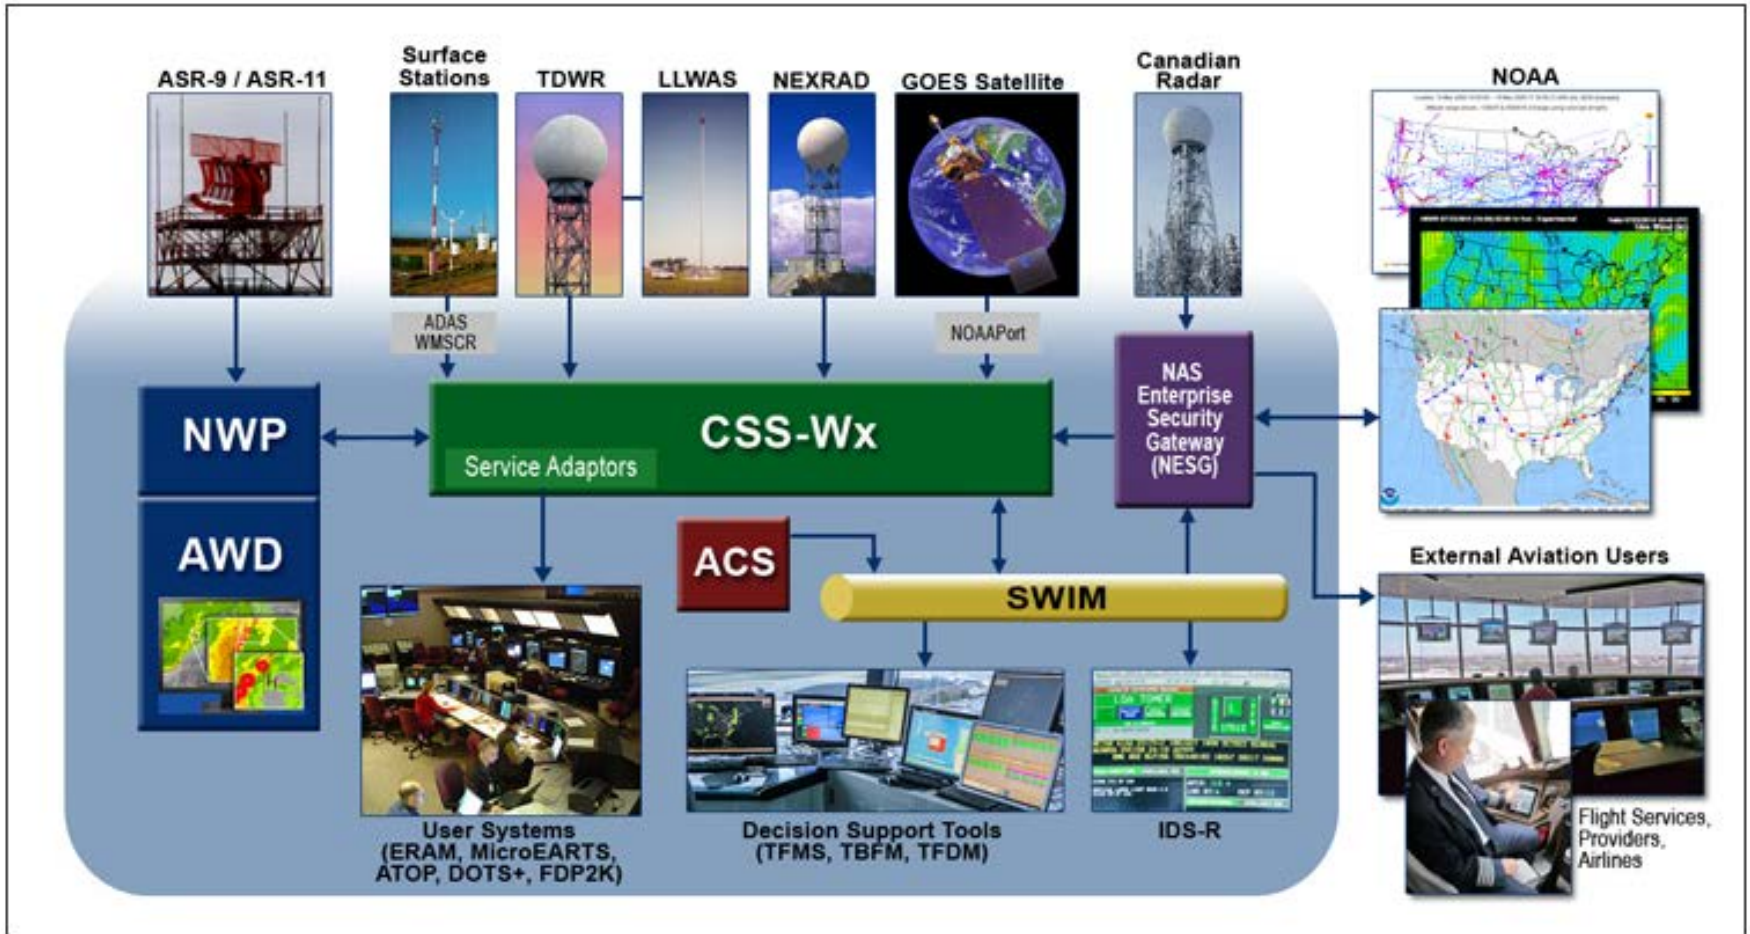 ASR-9 / ASR-11
Surface
Stations
TDWR
LLWAS
NEXRAD
GOES Satellite
Canadian
Radar
NOAA
ADAS
WMSCR
NOAAPort
NWP
CSS-Wx
Service Adaptors
NAS
Enterprise
Security
Gateway
(NESG)
AWD
ACS
SWIM
External Aviation Users
User Systems
(ERAM, MicroEARTS,
ATOP, DOTS+, FDP2K)
Decision Support Tools
(TFMS, TBFM, TFDM)
IDS-R
Flight Services,
Providers,
Airlines